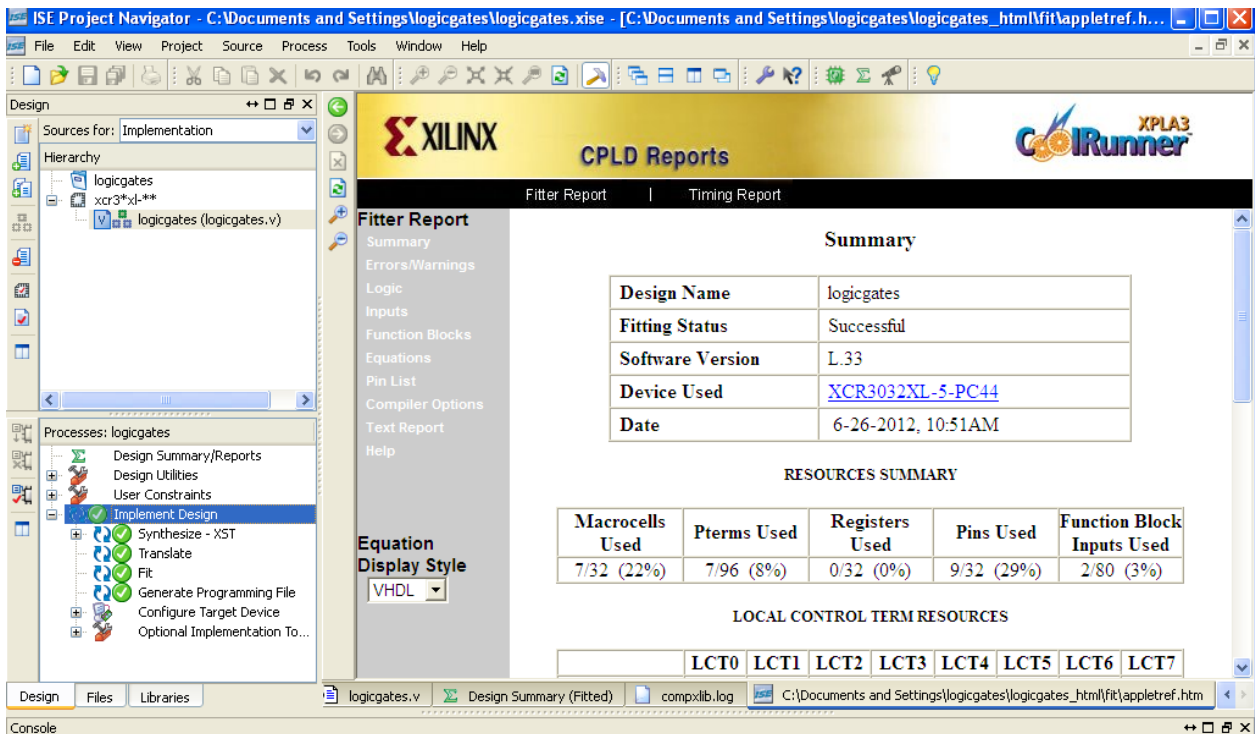 ISE Project Navigator - C:\Documents and Settings\logicgates\logicgates.xise - [C:\Documents and Settings\logicgates\logicgates_html\fit\appletref.h...
File Edit View Project Source Process Tools Window Help
Design
Sources for: Implementation
Hierarchy
logicgates
xcr3*xl-**
logicgates (logicgates.v)
Processes: logicgates
Design Summary/Reports
Design Utilities
User Constraints
Implement Design
Synthesize - XST
Translate
Fit
Generate Programming File
Configure Target Device
Optional Implementation To...
Design Files Libraries
XILINX
CPLD Reports
CoolRunner XPLA3
Fitter Report | Timing Report
Fitter Report
Summary
Errors/Warnings
Logic
Inputs
Function Blocks
Equations
Pin List
Compiler Options
Text Report
Help
Equation
Display Style
VHDL
Summary
Design Name logicgates
Fitting Status Successful
Software Version L.33
Device Used XCR3032XL-5-PC44
Date 6-26-2012, 10:51AM
RESOURCES SUMMARY
Macrocells Used Pterms Used Registers Used Pins Used Function Block Inputs Used
7/32 (22%) 7/96 (8%) 0/32 (0%) 9/32 (29%) 2/80 (3%)
LOCAL CONTROL TERM RESOURCES
LCT0 LCT1 LCT2 LCT3 LCT4 LCT5 LCT6 LCT7
logicgates.v Design Summary (Fitted) compxlib.log C:\Documents and Settings\logicgates\logicgates_html\fit\appletref.htm
Console